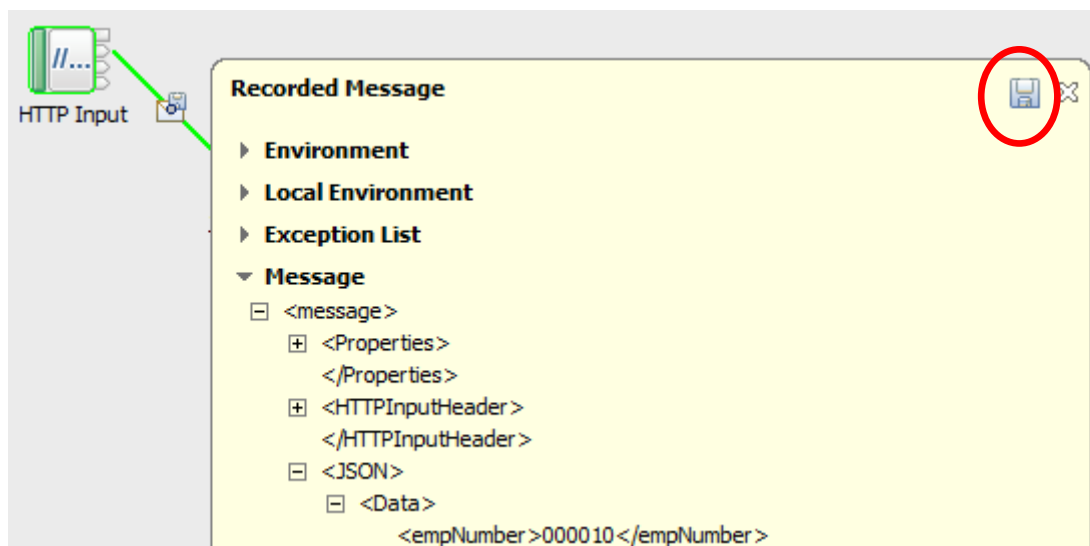 //...
HTTP Input
Recorded Message
Environment
Local Environment
Exception List
Message
<message>
<Properties>
</Properties>
<HTTPInputHeader>
</HTTPInputHeader>
<JSON>
<Data>
<empNumber>000010</empNumber>